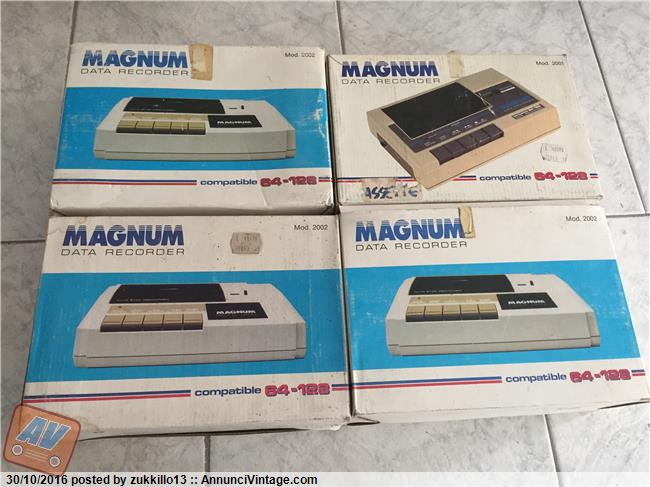 MAGNUM
DATA RECORDER
Mod. 2002
MAGNUM
compatible 64-128
MAGNUM
DATA RECORDER
Mod. 2001
compatible 64-128
MAGNUM
DATA RECORDER
Mod. 2002
MAGNUM
compatible 64-128
MAGNUM
DATA RECORDER
Mod. 2002
MAGNUM
compatible 64-128
AV
30/10/2016 posted by zukkillo13 :: AnnunciVintage.com